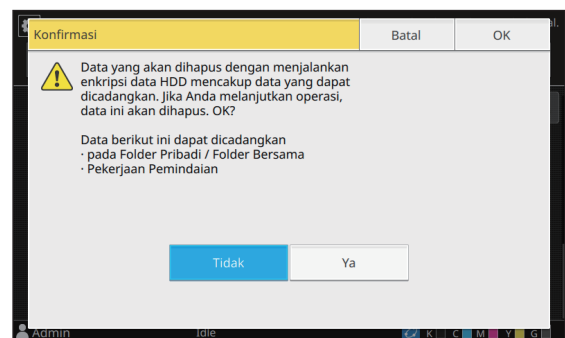 Konfirmasi
Batal
OK
Data yang akan dihapus dengan menjalankan
enkripsi data HDD mencakup data yang dapat
dicadangkan. Jika Anda melanjutkan operasi,
data ini akan dihapus. OK?
Data berikut ini dapat dicadangkan
· pada Folder Pribadi / Folder Bersama
· Pekerjaan Pemindaian
Tidak
Ya
Admin
Idle
K C M Y G